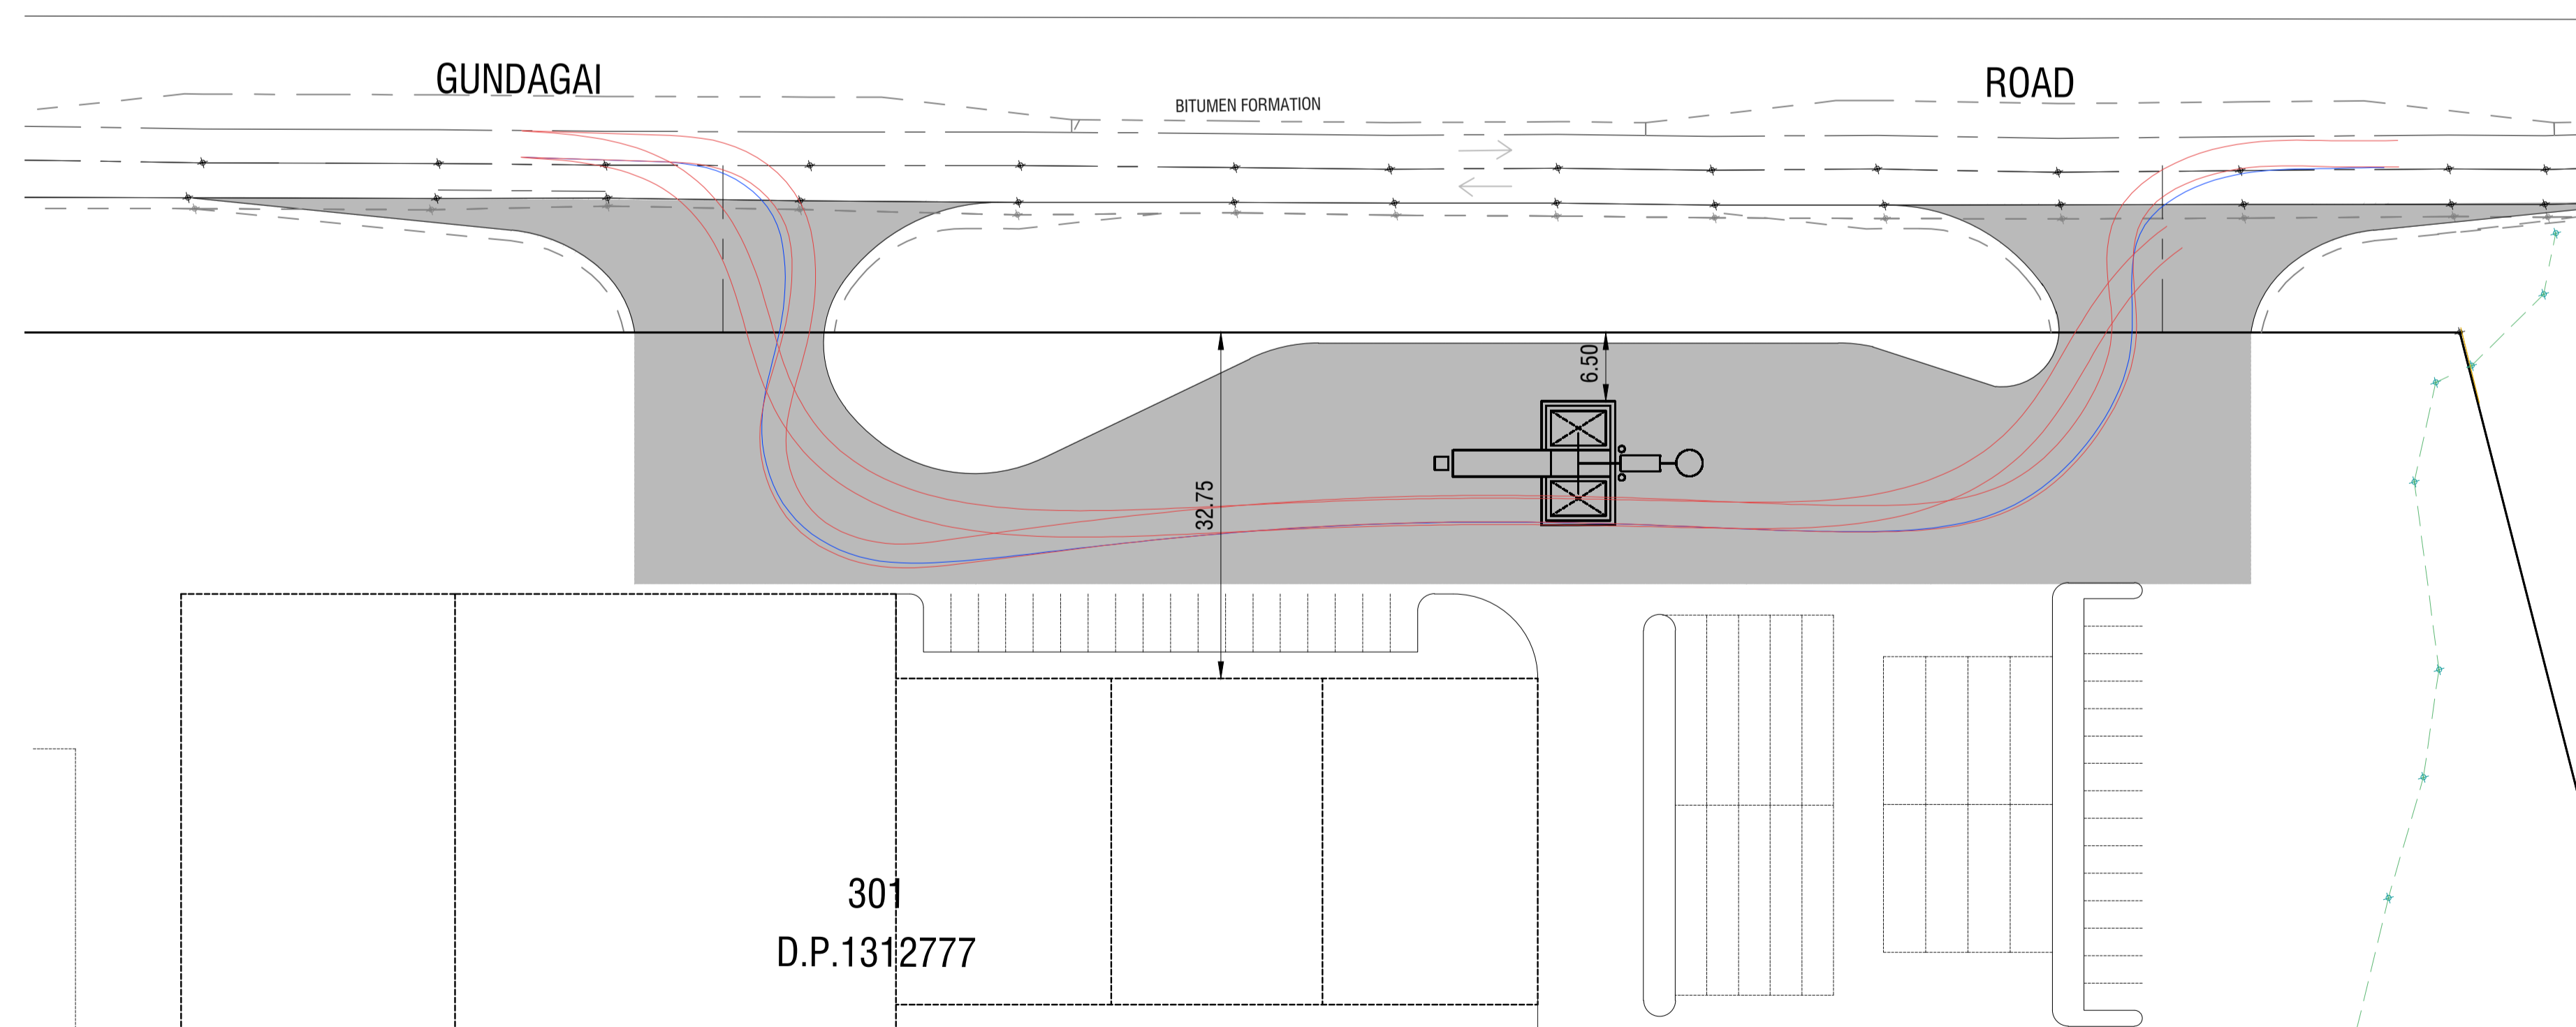 GUNDAGAI
ROAD
BITUMEN FORMATION
6.50
32.75
301
D.P.1312777